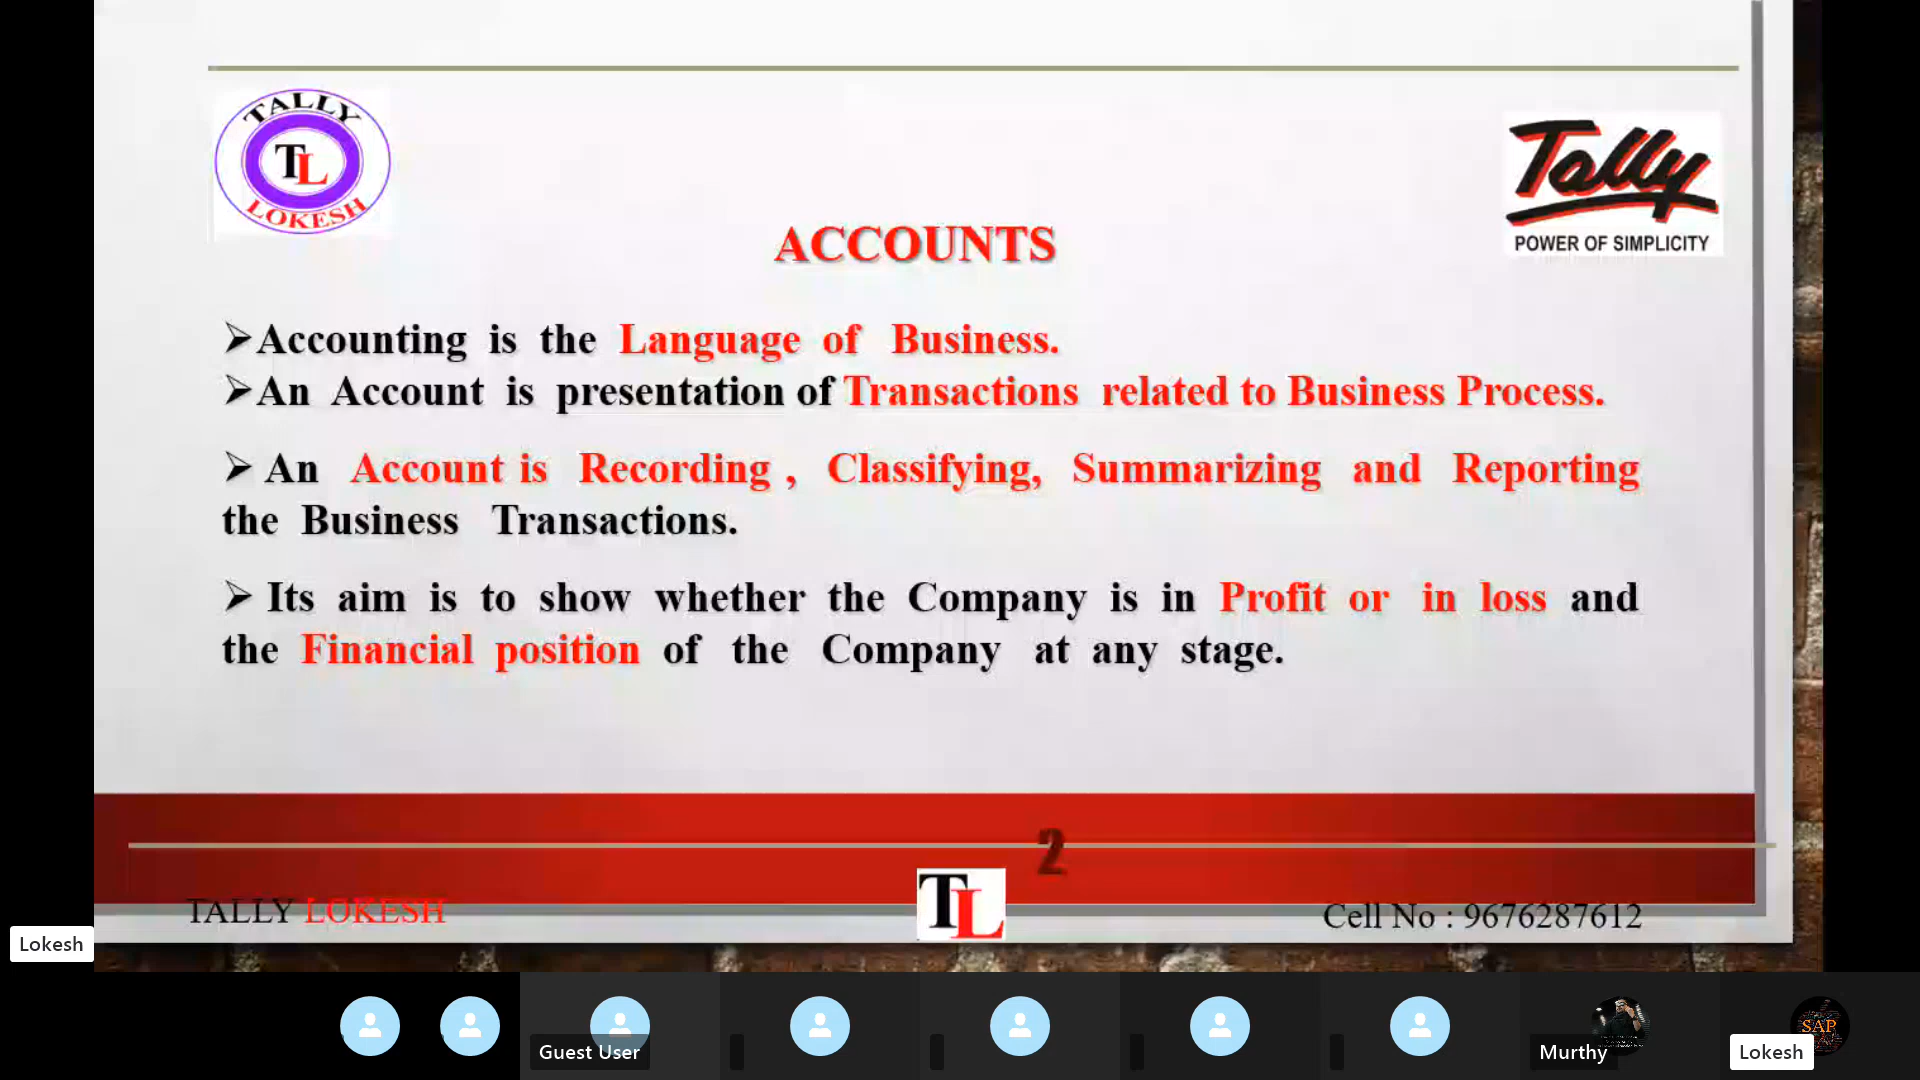 TALLY
TL
LOKESH
Tally
POWER OF SIMPLICITY
ACCOUNTS
➢Accounting is the Language of Business.
➢An Account is presentation of Transactions related to Business Process.
➢ An Account is Recording , Classifying, Summarizing and Reporting
the Business Transactions.
➢ Its aim is to show whether the Company is in Profit or in loss and
the Financial position of the Company at any stage.
2
TALLY LOKESH
TL
Cell No : 9676287612
Lokesh
Guest User
Murthy
SAP
Lokesh